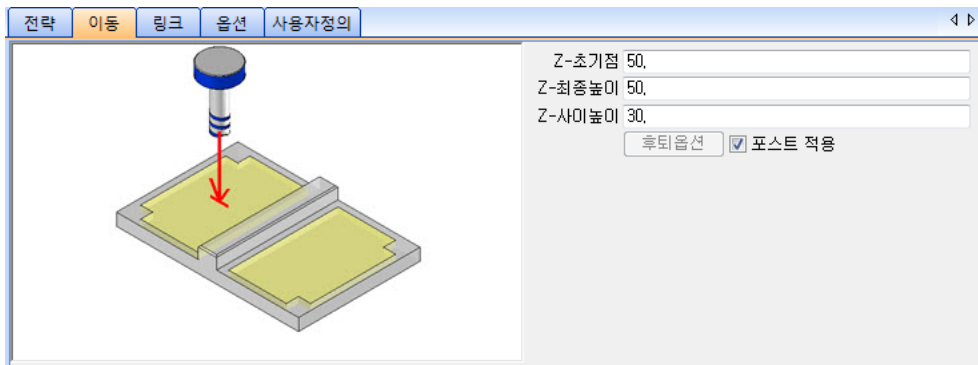 전략 이동 링크 옵션 사용자정의
Z-초기점 50,
Z-최종높이 50,
Z-사이높이 30,
후퇴옵션 포스트 적용